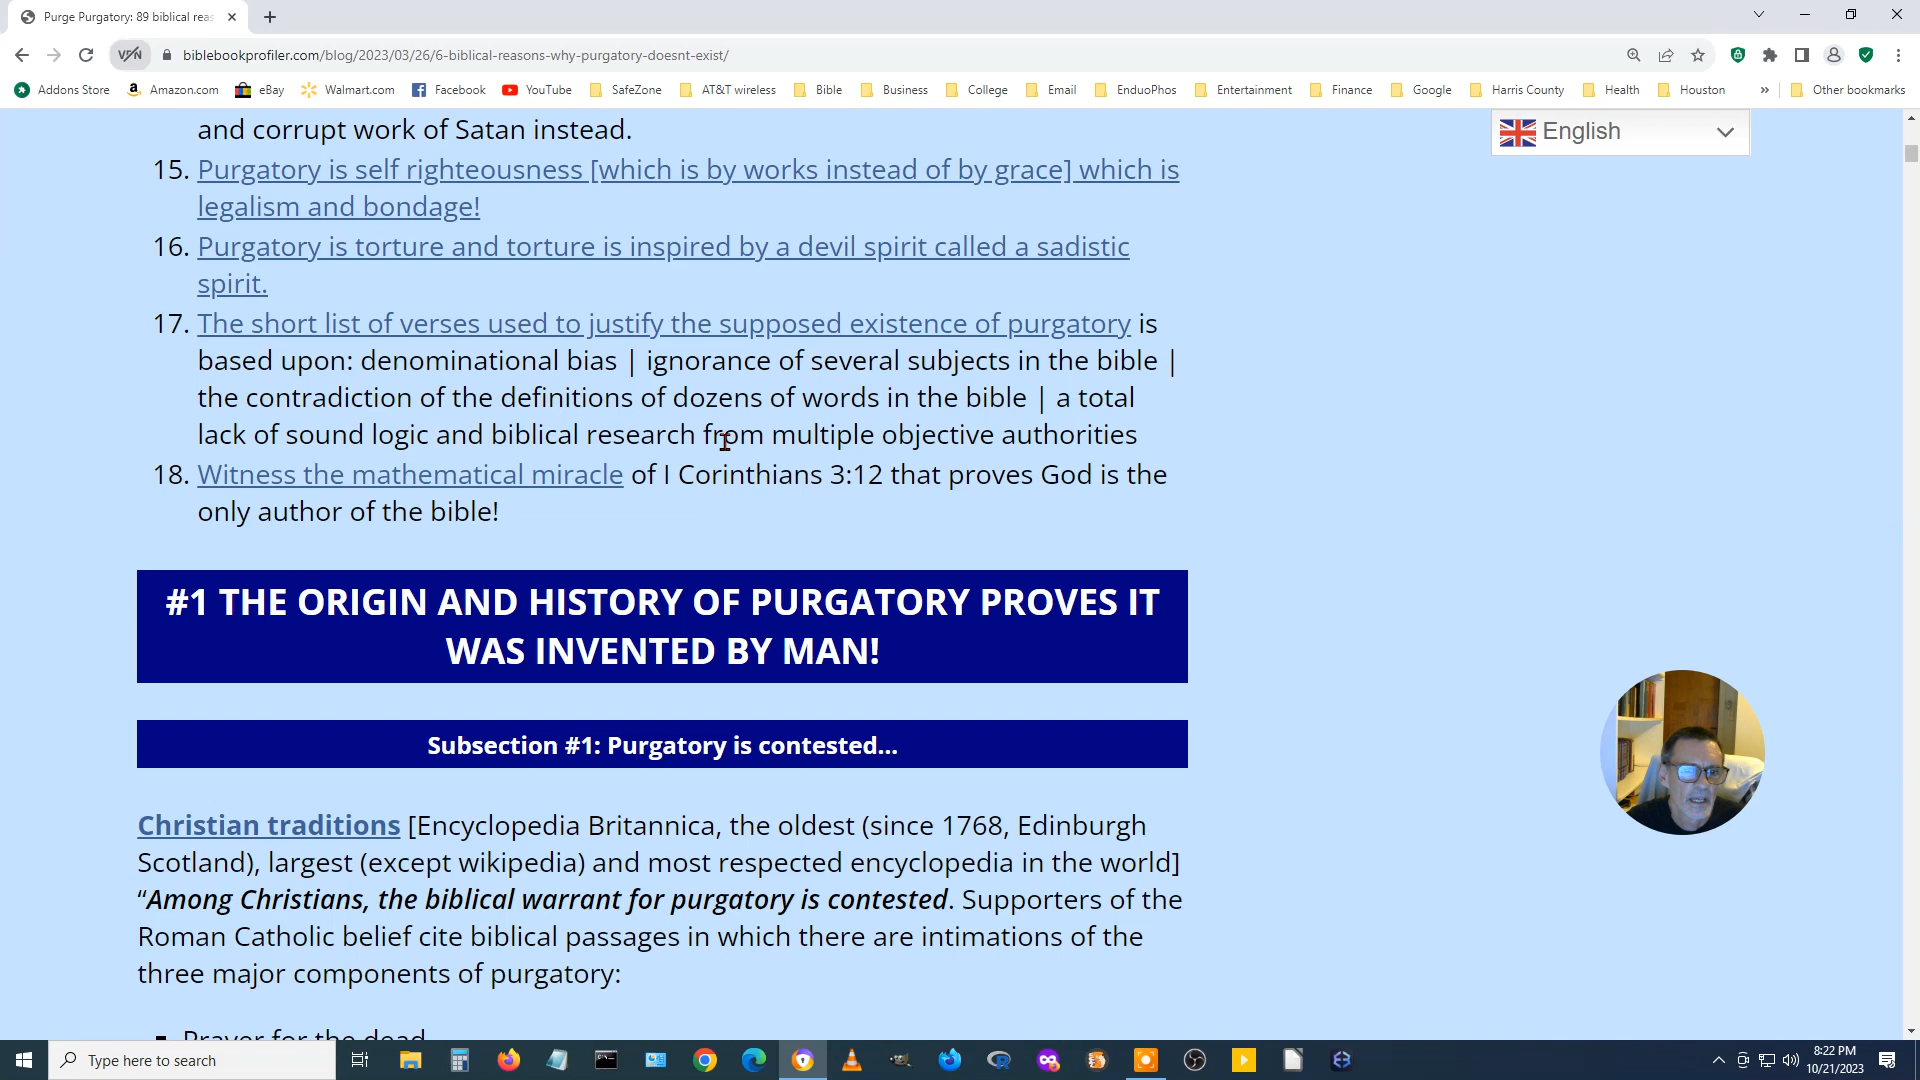 Purge Purgatory: 89 biblical reas
VPN
biblebookprofiler.com/blog/2023/03/26/6-biblical-reasons-why-purgatory-doesnt-exist/
Addons Store
Amazon.com
eBay
Walmart.com
Facebook
YouTube
SafeZone
AT&T wireless
Bible
Business
College
Email
EnduoPhos
Entertainment
Finance
Google
Harris County
Health
Houston
»
Other bookmarks
English
and corrupt work of Satan instead.
15. Purgatory is self righteousness [which is by works instead of by grace] which is
legalism and bondage!
16. Purgatory is torture and torture is inspired by a devil spirit called a sadistic
spirit.
17. The short list of verses used to justify the supposed existence of purgatory is
based upon: denominational bias | ignorance of several subjects in the bible |
the contradiction of the definitions of dozens of words in the bible | a total
lack of sound logic and biblical research from multiple objective authorities
18. Witness the mathematical miracle of I Corinthians 3:12 that proves God is the
only author of the bible!
#1 THE ORIGIN AND HISTORY OF PURGATORY PROVES IT
WAS INVENTED BY MAN!
Subsection #1: Purgatory is contested...
Christian traditions [Encyclopedia Britannica, the oldest (since 1768, Edinburgh
Scotland), largest (except wikipedia) and most respected encyclopedia in the world]
“Among Christians, the biblical warrant for purgatory is contested. Supporters of the
Roman Catholic belief cite biblical passages in which there are intimations of the
three major components of purgatory:
Prayer for the dead
Type here to search
8:22 PM
10/21/2023